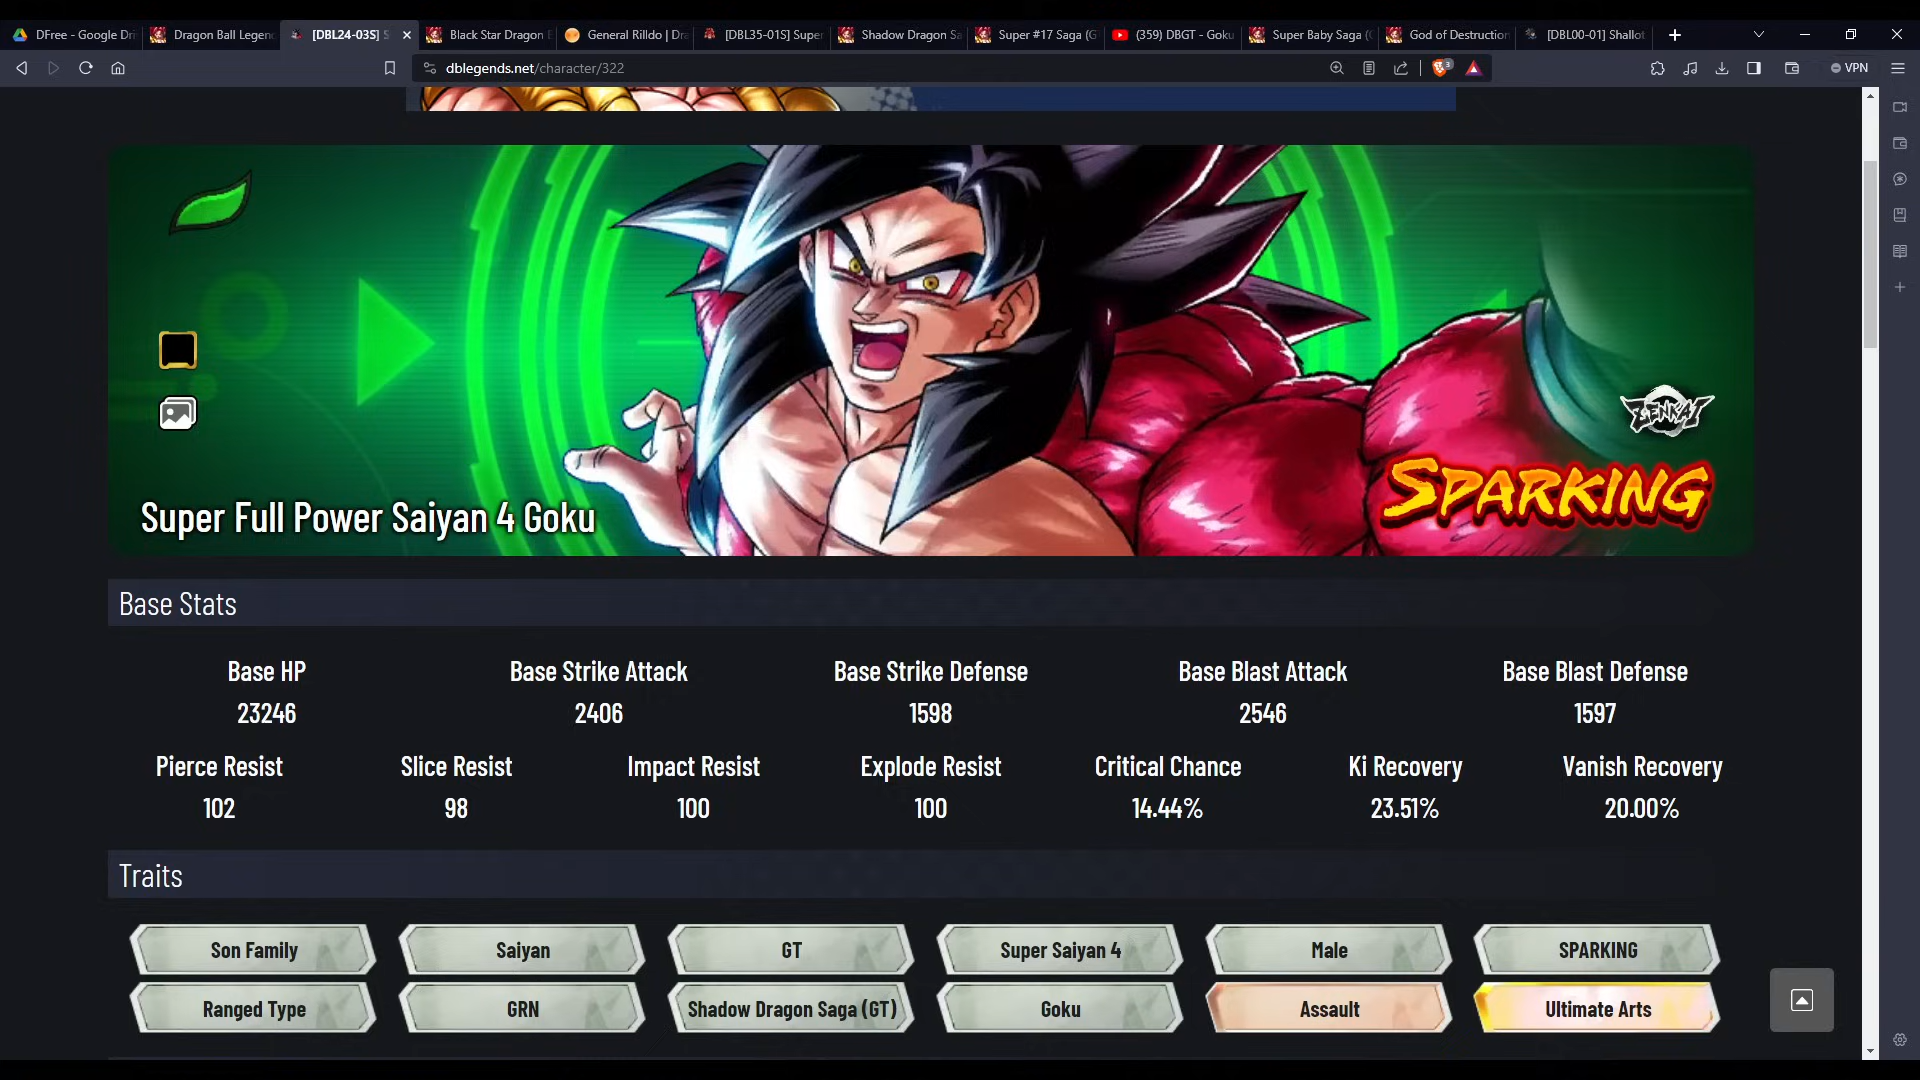 DFree - Google Dri
Dragon Ball Legend
[DBL24-03S] S
Black Star Dragon B
General Rilldo | Dra
[DBL35-01S] Super
Shadow Dragon Sa
Super #17 Saga (GT
(359) DBGT - Goku
Super Baby Saga (
God of Destruction
[DBL00-01] Shallot
dblegends.net/character/322
3
VPN
ZENKAI
SPARKING
Super Full Power Saiyan 4 Goku
Base Stats
Base HP
Base Strike Attack
Base Strike Defense
Base Blast Attack
Base Blast Defense
23246
2406
1598
2546
1597
Pierce Resist
Slice Resist
Impact Resist
Explode Resist
Critical Chance
Ki Recovery
Vanish Recovery
102
98
100
100
14.44%
23.51%
20.00%
Traits
Son Family
Saiyan
GT
Super Saiyan 4
Male
SPARKING
Ranged Type
GRN
Shadow Dragon Saga (GT)
Goku
Assault
Ultimate Arts